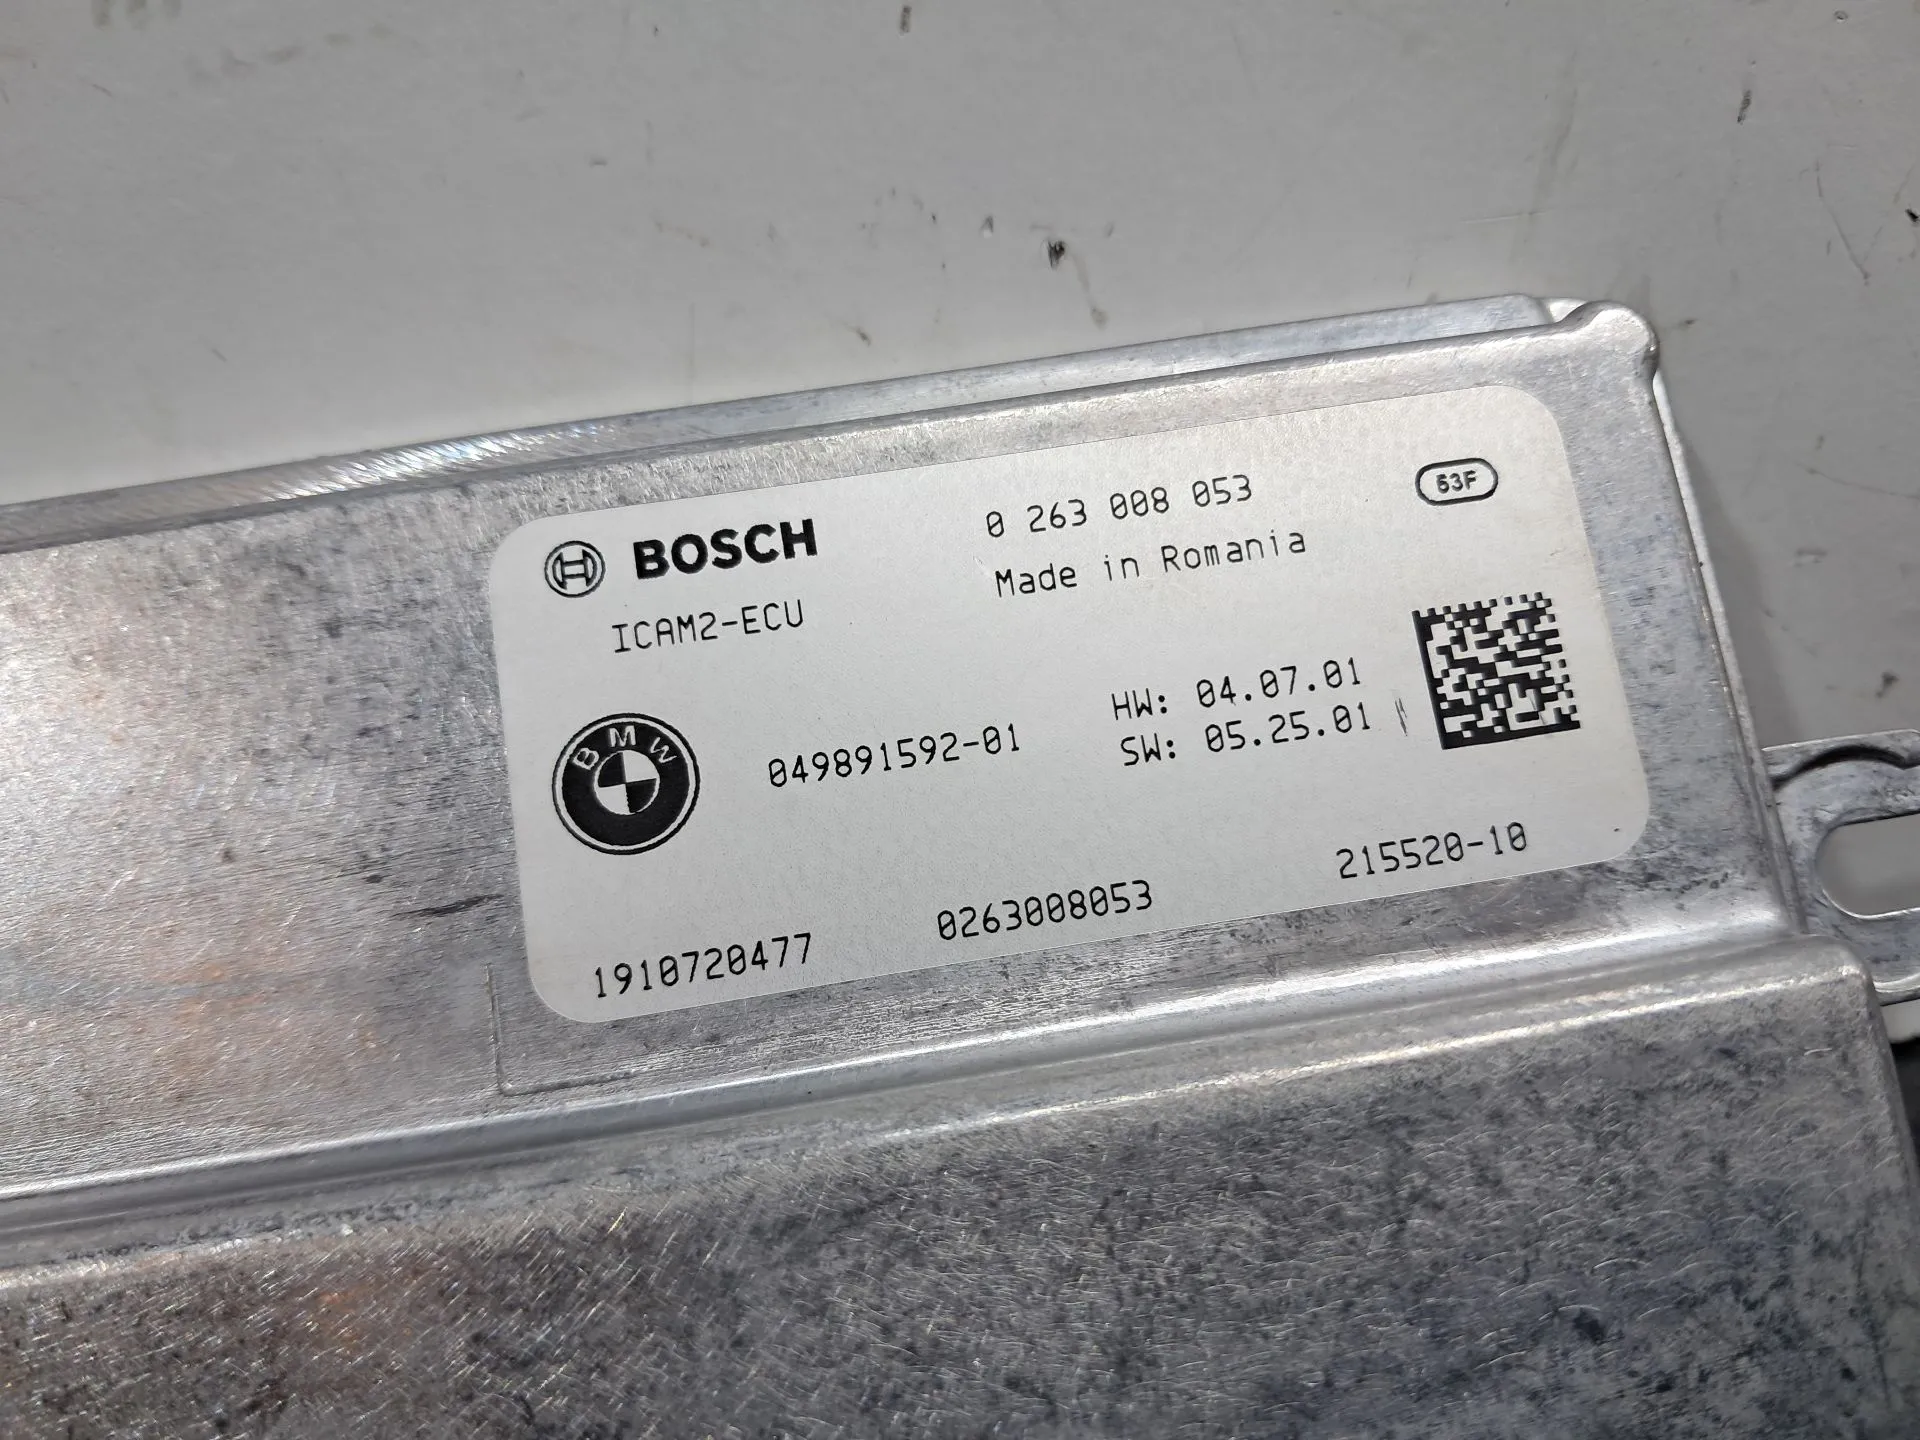 BOSCH
0 263 008 053
53F
ICAM2-ECU
Made in Romania
BMW
049891592-01
HW: 04.07.01
SW: 05.25.01
1910720477
0263008053
215520-10